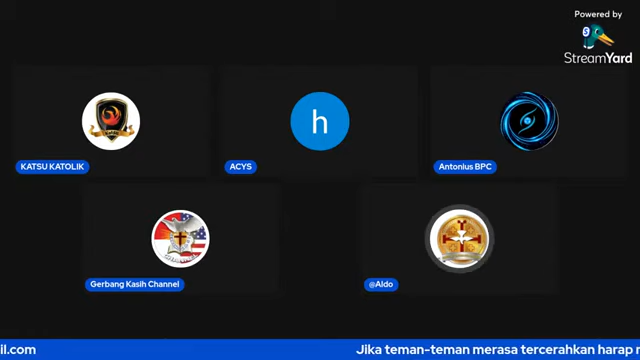 Powered by
StreamYard
KATSU KATOLIK
h
ACYS
Antonius BPC
Gerbang Kasih Channel
@Aldo
il.com
Jika teman-teman merasa tercerahkan harap